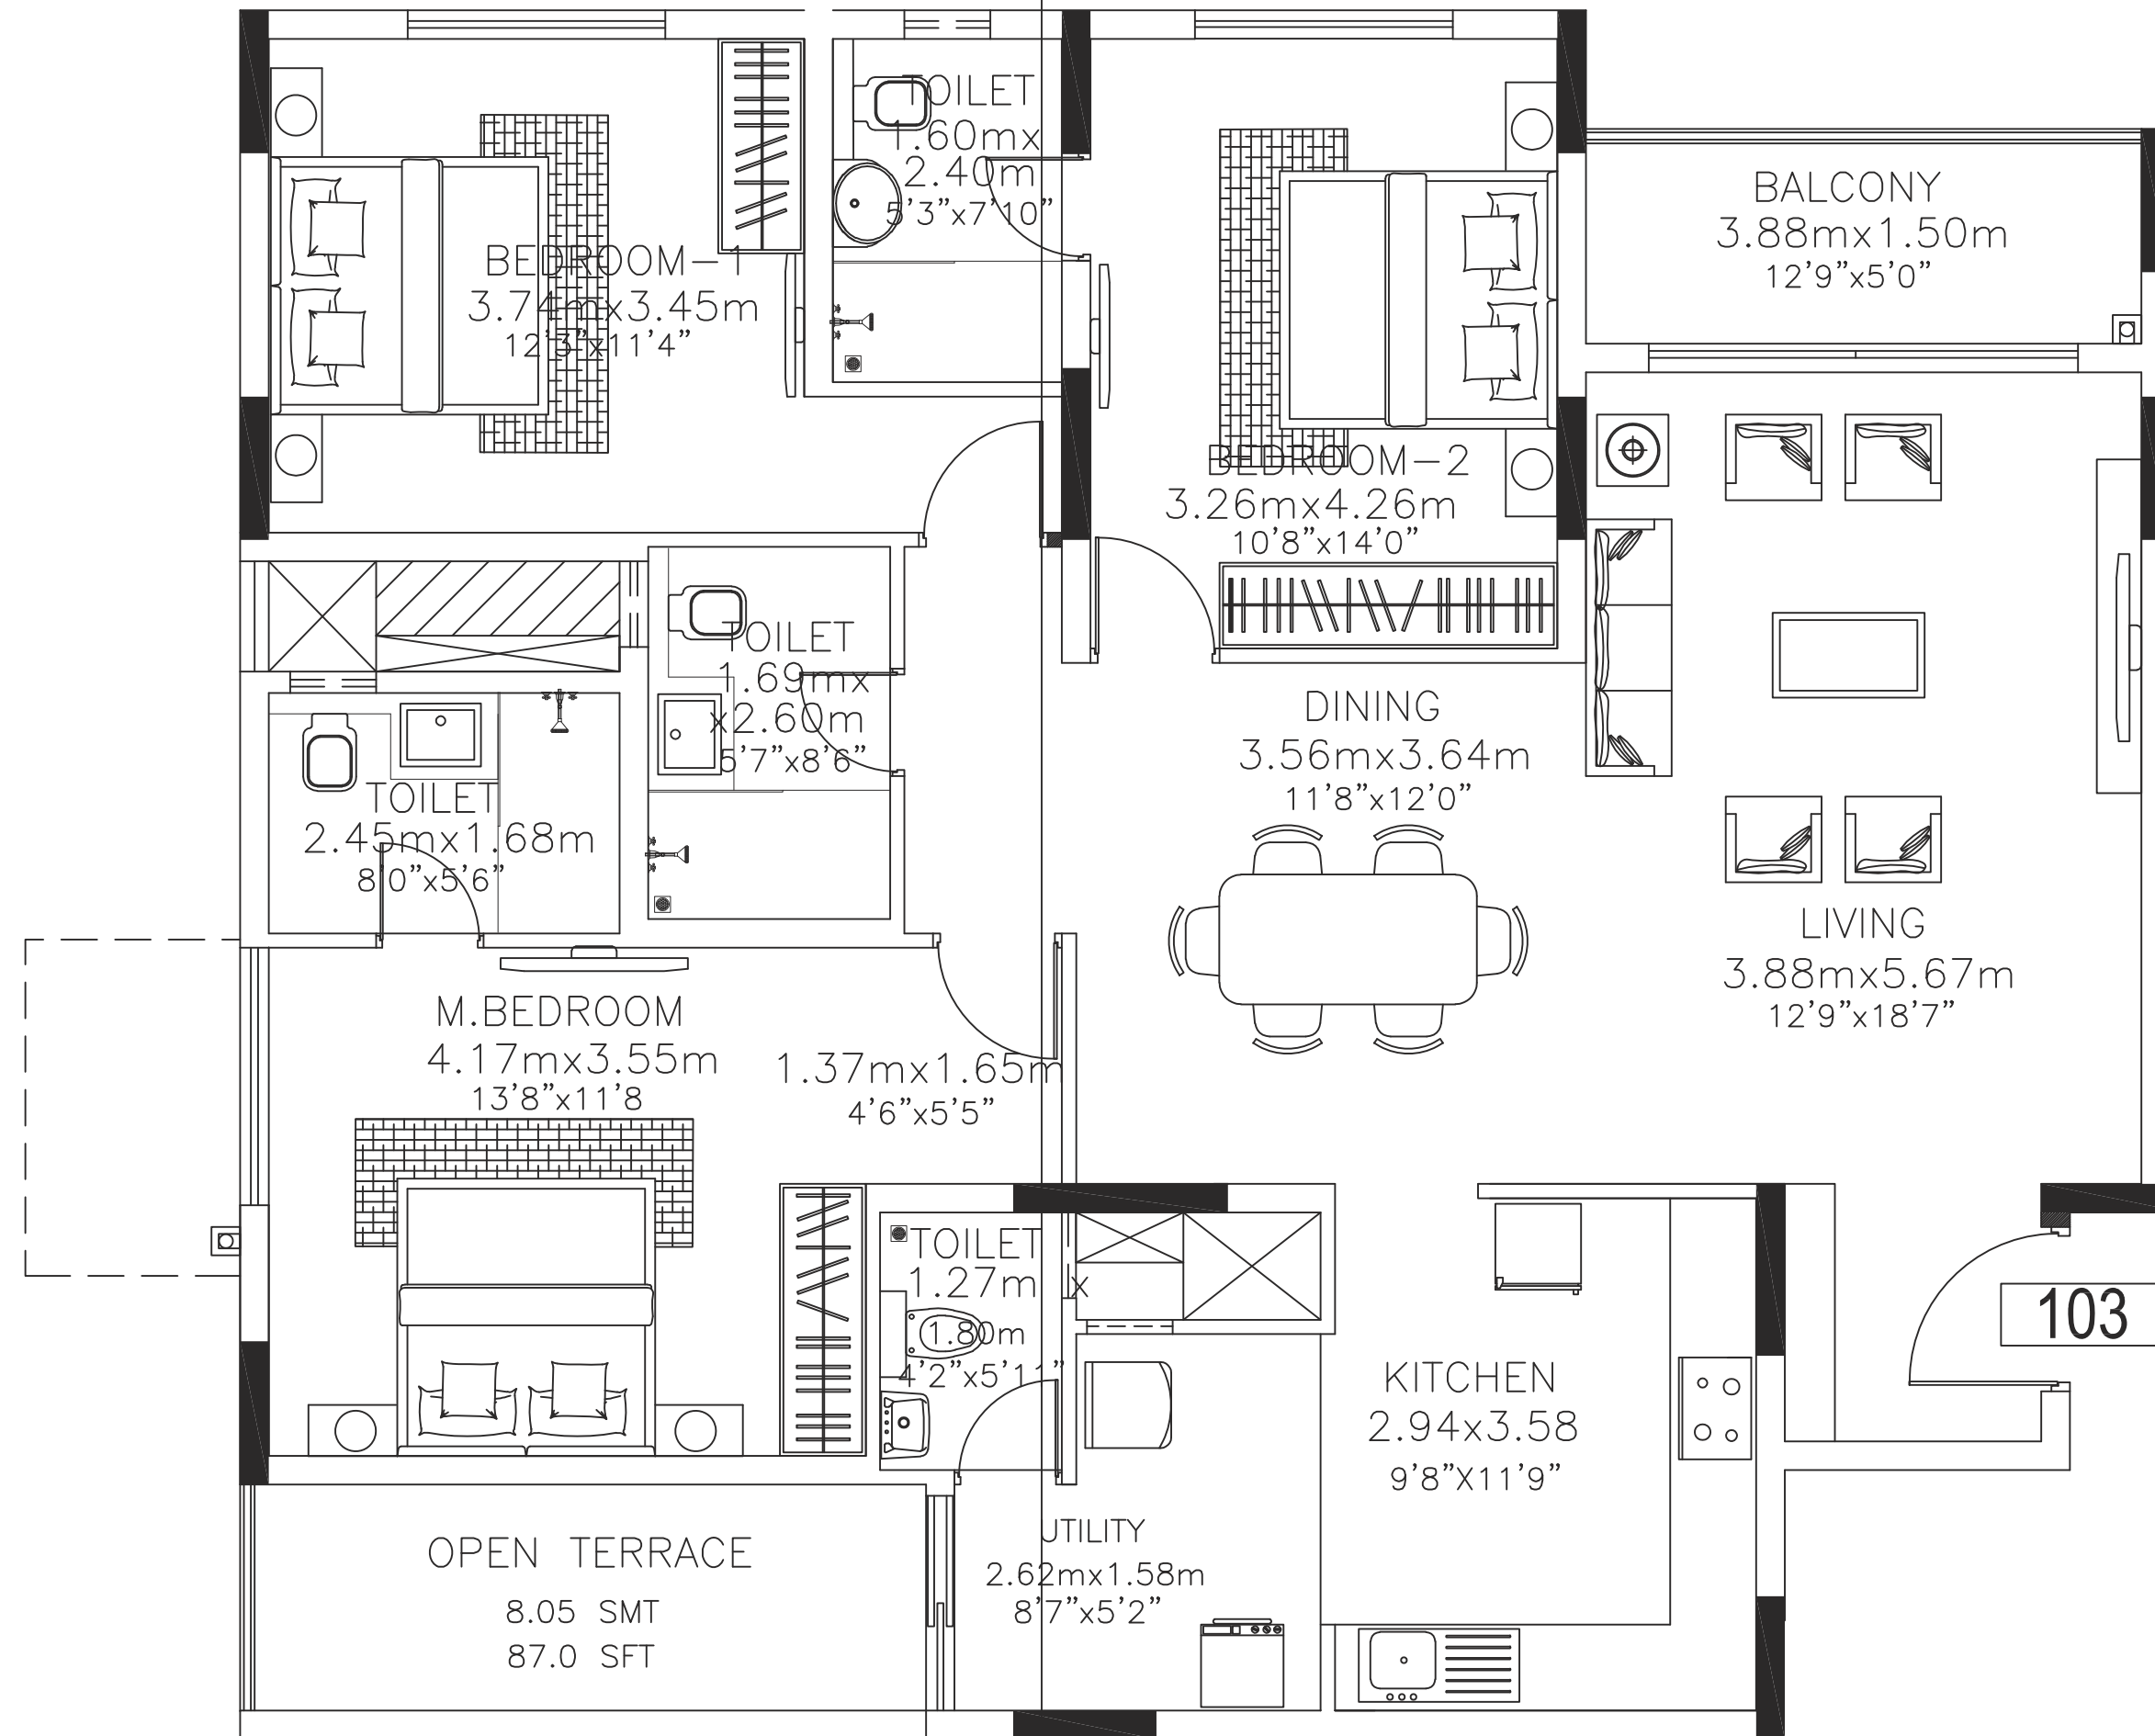 TOILET
1.60mx
2.40m
5'3"x7'10"
BALCONY
3.88mx1.50m
12'9"x5'0"
BEDROOM-1
3.74mx3.45m
12'3"x11'4"
BEDROOM-2
3.26mx4.26m
10'8"x14'0"
TOILET
1.69mx
x2.60m
5'7"x8'6"
DINING
3.56mx3.64m
11'8"x12'0"
TOILET
2.45mx1.68m
8'0"x5'6"
LIVING
3.88mx5.67m
12'9"x18'7"
M.BEDROOM
4.17mx3.55m
13'8"x11'8
1.37mx1.65m
4'6"x5'5"
TOILET
1.27m x
1.80m
4'2"x5'11"
103
KITCHEN
2.94x3.58
9'8"X11'9"
UTILITY
2.62mx1.58m
8'7"x5'2"
OPEN TERRACE
8.05 SMT
87.0 SFT